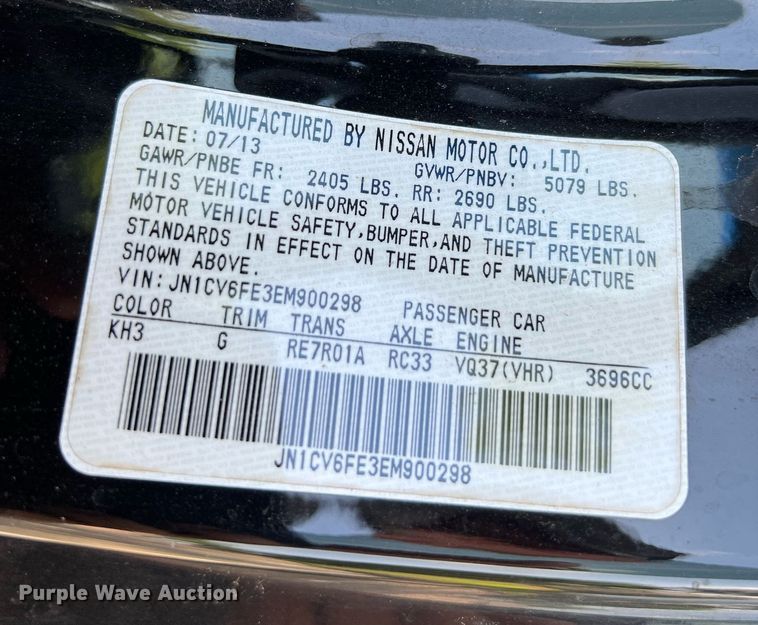 MANUFACTURED BY NISSAN MOTOR CO.,LTD.
DATE: 07/13 GVWR/PNBV: 5079 LBS.
GAWR/PNBE FR: 2405 LBS. RR: 2690 LBS.
THIS VEHICLE CONFORMS TO ALL APPLICABLE FEDERAL
MOTOR VEHICLE SAFETY,BUMPER,AND THEFT PREVENTION
STANDARDS IN EFFECT ON THE DATE OF MANUFACTURE
SHOWN ABOVE.
VIN: JN1CV6FE3EM900298 PASSENGER CAR
COLOR TRIM TRANS AXLE ENGINE
KH3 G RE7R01A RC33 VQ37(VHR) 3696CC
JN1CV6FE3EM900298
Purple Wave Auction